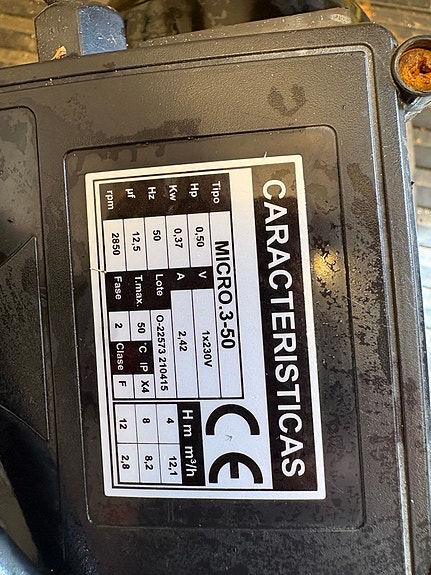 CARACTERISTICAS
Tipo MICRO.3-50
Hp 0,50 V 1x230V
Kw 0,37 A 2,42
Hz 50 Lote O-22573 210415
µf 12,5 T.max. 50 °C IP X4
rpm 2850 Fase 2 Clase F
CE
H m m³/h
4 12,1
8 8,2
12 2,8